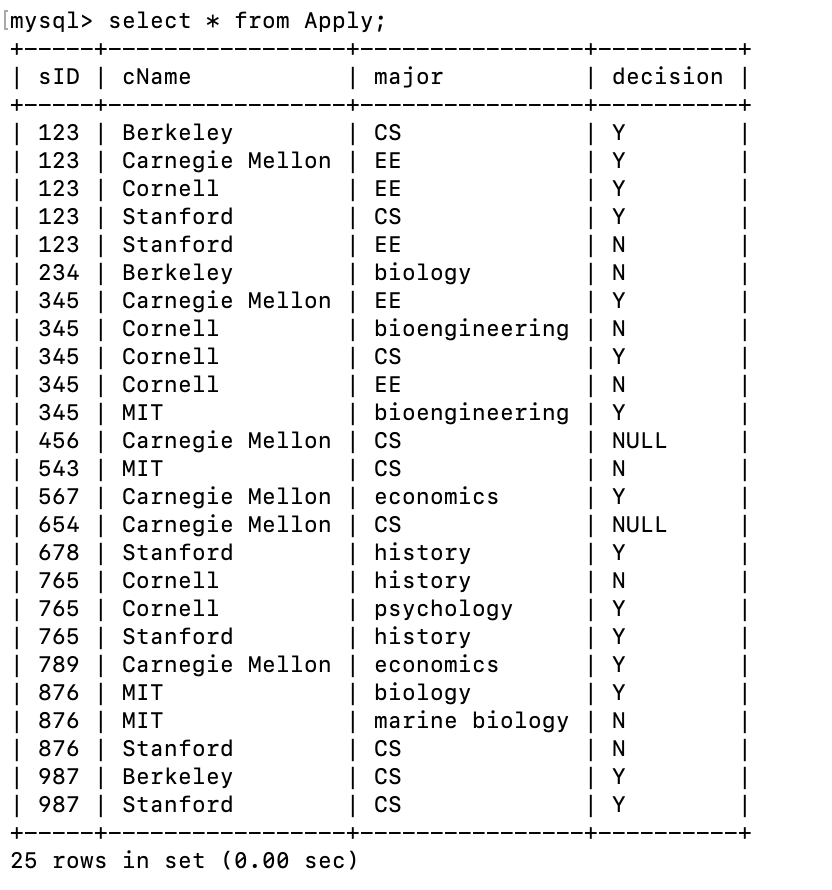 [mysql> select * from Apply;
+------+------------------+----------------+----------+
| sID | cName | major | decision |
+------+------------------+----------------+----------+
| 123 | Berkeley | CS | Y |
| 123 | Carnegie Mellon | EE | Y |
| 123 | Cornell | EE | Y |
| 123 | Stanford | CS | Y |
| 123 | Stanford | EE | N |
| 234 | Berkeley | biology | N |
| 345 | Carnegie Mellon | EE | Y |
| 345 | Cornell | bioengineering | N |
| 345 | Cornell | CS | Y |
| 345 | Cornell | EE | N |
| 345 | MIT | bioengineering | Y |
| 456 | Carnegie Mellon | CS | NULL |
| 543 | MIT | CS | N |
| 567 | Carnegie Mellon | economics | Y |
| 654 | Carnegie Mellon | CS | NULL |
| 678 | Stanford | history | Y |
| 765 | Cornell | history | N |
| 765 | Cornell | psychology | Y |
| 765 | Stanford | history | Y |
| 789 | Carnegie Mellon | economics | Y |
| 876 | MIT | biology | Y |
| 876 | MIT | marine biology | N |
| 876 | Stanford | CS | N |
| 987 | Berkeley | CS | Y |
| 987 | Stanford | CS | Y |
+------+------------------+----------------+----------+
25 rows in set (0.00 sec)